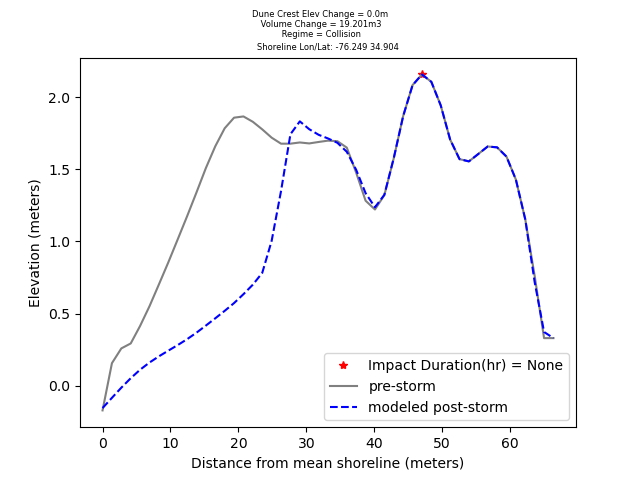 Dune Crest Elev Change = 0.0m
Volume Change = 19.201m3
Regime = Collision
Shoreline Lon/Lat: -76.249 34.904
2.0
1.5
1.0
0.5
0.0
Elevation (meters)
Impact Duration(hr) = None
pre-storm
modeled post-storm
0 10 20 30 40 50 60
Distance from mean shoreline (meters)